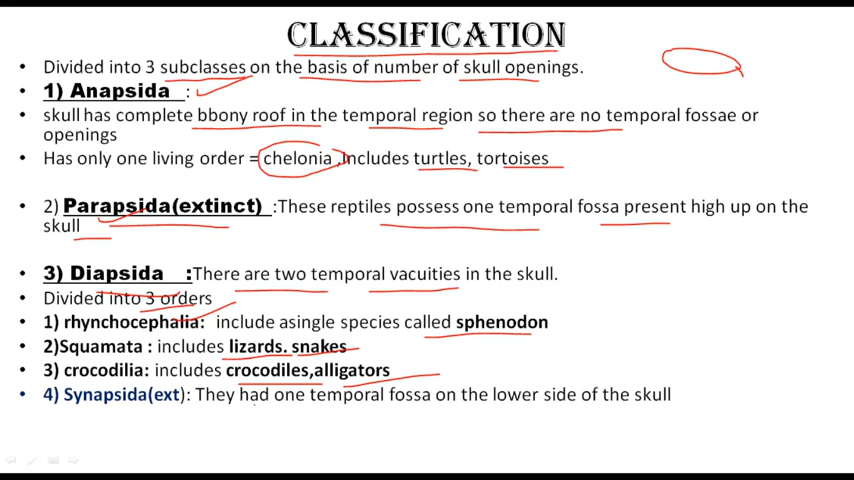 CLASSIFICATION
• Divided into 3 subclasses on the basis of number of skull openings.
• 1) Anapsida :
• skull has complete bbony roof in the temporal region so there are no temporal fossae or
openings
• Has only one living order = chelonia ,includes turtles, tortoises
• 2) Parapsida(extinct) :These reptiles possess one temporal fossa present high up on the
skull
• 3) Diapsida :There are two temporal vacuities in the skull.
• Divided into 3 orders
• 1) rhynchocephalia: include asingle species called sphenodon
• 2)Squamata : includes lizards. snakes
• 3) crocodilia: includes crocodiles,alligators
• 4) Synapsida(ext): They had one temporal fossa on the lower side of the skull